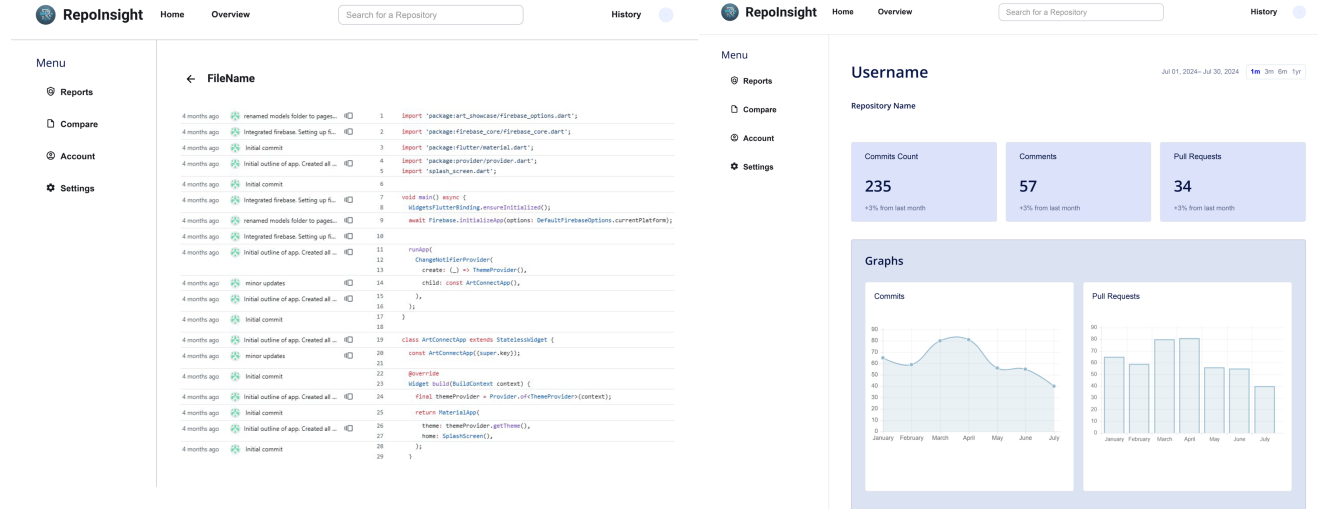 RepoInsight Home Overview Search for a Repository History
Menu
Reports
Compare
Account
Settings
← FileName
4 months ago renamed models folder to pages... 1 import 'package:art_showcase/firebase_options.dart';
4 months ago Integrated firebase. Setting up fi... 2 import 'package:firebase_core/firebase_core.dart';
4 months ago Initial commit 3 import 'package:flutter/material.dart';
4 months ago Initial outline of app. Created all ... 4 import 'package:provider/provider.dart';
5 import 'splash_screen.dart';
4 months ago Initial commit 6
4 months ago Integrated firebase. Setting up fi... 7 void main() async {
8 WidgetsFlutterBinding.ensureInitialized();
4 months ago renamed models folder to pages... 9 await Firebase.initializeApp(options: DefaultFirebaseOptions.currentPlatform);
4 months ago Integrated firebase. Setting up fi... 10
4 months ago Initial outline of app. Created all ... 11 runApp(
12 ChangeNotifierProvider(
13 create: (_) => ThemeProvider(),
4 months ago minor updates 14 child: const ArtConnectApp(),
4 months ago Initial outline of app. Created all ... 15 ),
16 );
4 months ago Initial commit 17 }
18
4 months ago Initial outline of app. Created all ... 19 class ArtConnectApp extends StatelessWidget {
4 months ago minor updates 20 const ArtConnectApp({super.key});
21
4 months ago Initial commit 22 @override
23 Widget build(BuildContext context) {
4 months ago Initial outline of app. Created all ... 24 final themeProvider = Provider.of<ThemeProvider>(context);
4 months ago Initial commit 25 return MaterialApp(
4 months ago Initial outline of app. Created all ... 26 theme: themeProvider.getTheme(),
27 home: SplashScreen(),
4 months ago Initial commit 28 );
29 }
RepoInsight Home Overview Search for a Repository History
Menu
Reports
Compare
Account
Settings
Username Jul 01, 2024– Jul 30, 2024 1m 3m 6m 1yr
Repository Name
Commits Count Comments Pull Requests
235 57 34
+3% from last month +3% from last month +3% from last month
Graphs
Commits
90
80
70
60
50
40
30
20
10
0
January February March April May June July
Pull Requests
90
80
70
60
50
40
30
20
10
0
January February March April May June July